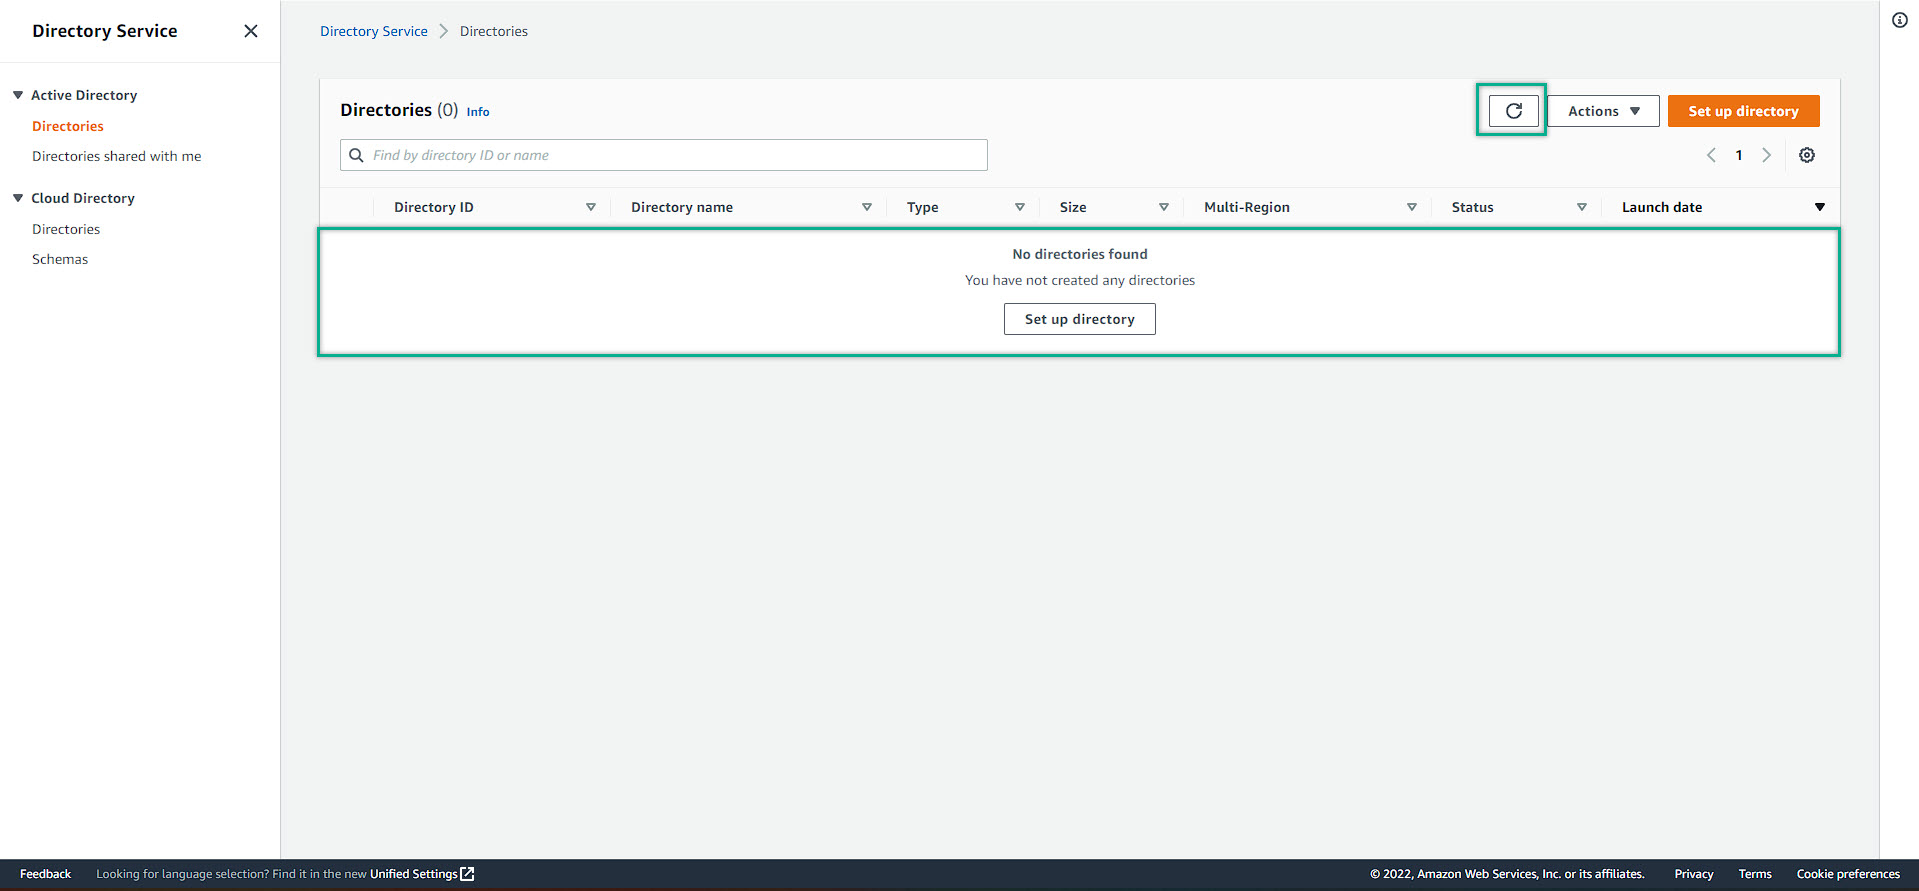 Directory Service
Active Directory
Directories
Directories shared with me
Cloud Directory
Directories
Schemas
Directory Service Directories
Directories (0) Info
Actions Set up directory
Find by directory ID or name
1
Directory ID Directory name Type Size Multi-Region Status Launch date
No directories found
You have not created any directories
Set up directory
Feedback Looking for language selection? Find it in the new Unified Settings © 2022, Amazon Web Services, Inc. or its affiliates. Privacy Terms Cookie preferences